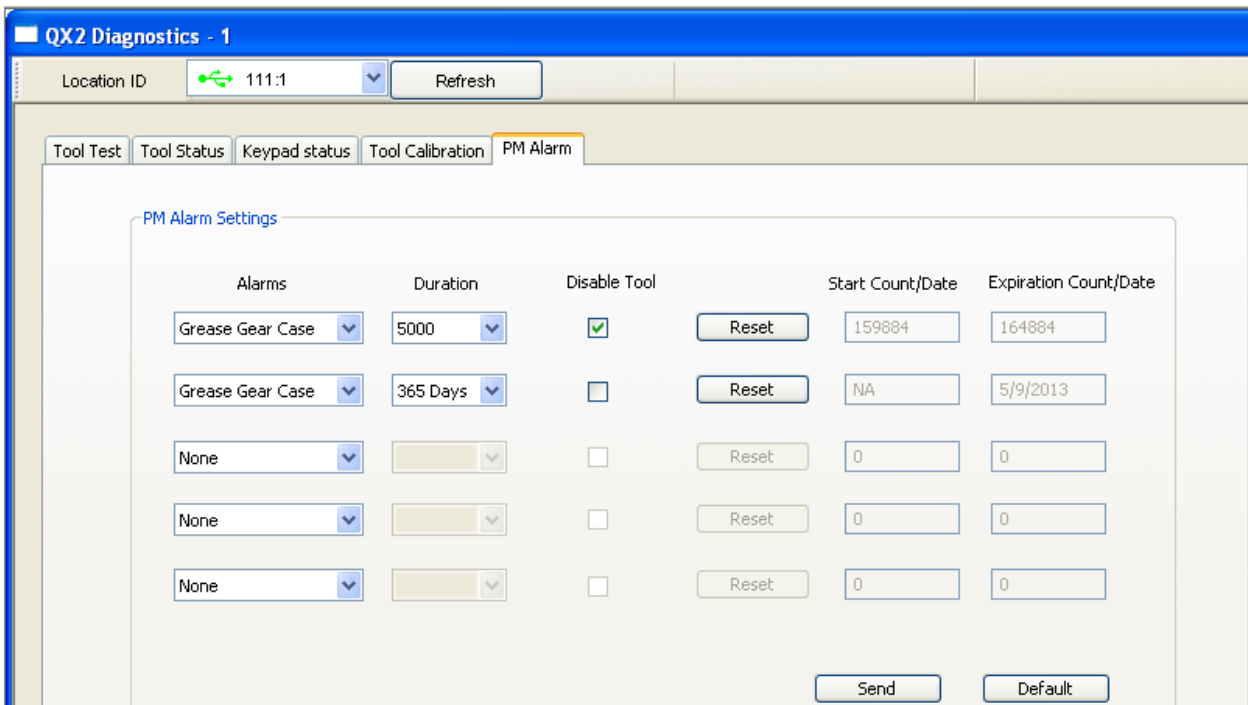 QX2 Diagnostics - 1
Location ID 111:1 Refresh
Tool Test Tool Status Keypad status Tool Calibration PM Alarm
PM Alarm Settings
Alarms Duration Disable Tool Start Count/Date Expiration Count/Date
Grease Gear Case 5000 Reset 159884 164884
Grease Gear Case 365 Days Reset NA 5/9/2013
None Reset 0 0
None Reset 0 0
None Reset 0 0
Send Default